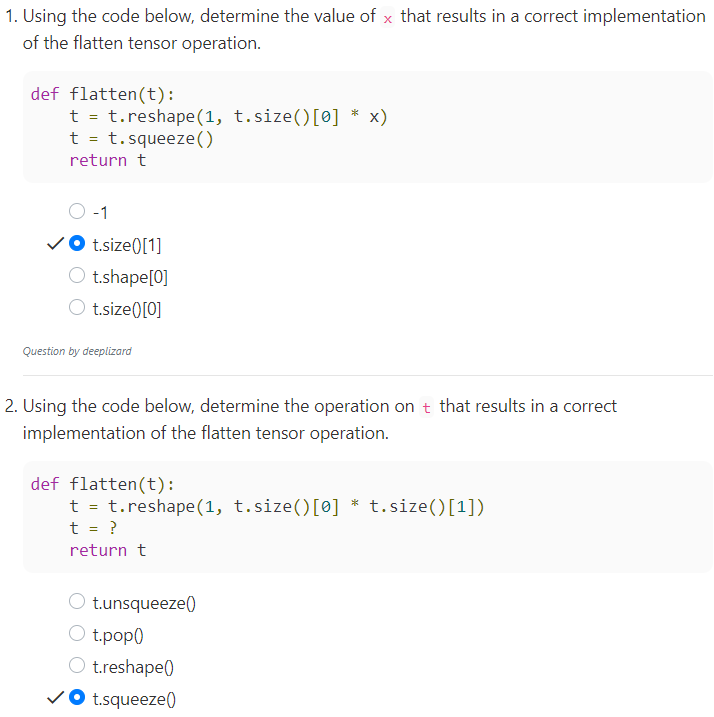 1. Using the code below, determine the value of x that results in a correct implementation
of the flatten tensor operation.
def flatten(t):
    t = t.reshape(1, t.size()[0] * x)
    t = t.squeeze()
    return t
-1
t.size()[1]
t.shape[0]
t.size()[0]
Question by deeplizard
2. Using the code below, determine the operation on t that results in a correct
implementation of the flatten tensor operation.
def flatten(t):
    t = t.reshape(1, t.size()[0] * t.size()[1])
    t = ?
    return t
t.unsqueeze()
t.pop()
t.reshape()
t.squeeze()